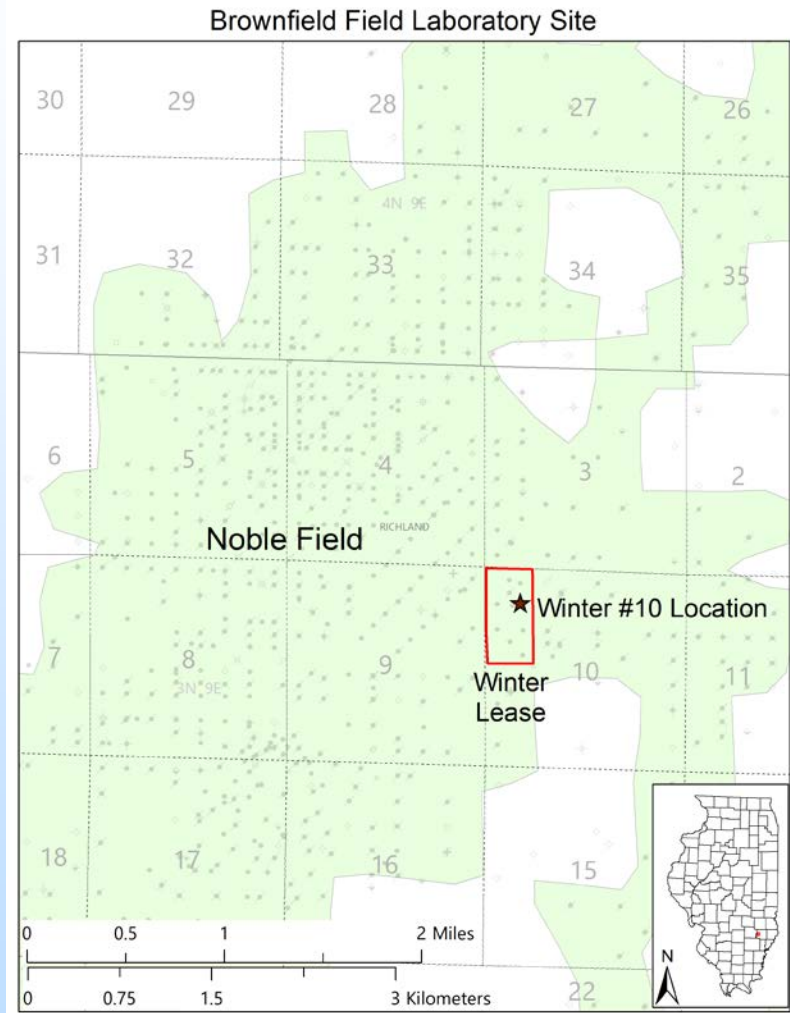 Brownfield Field Laboratory Site
30
29
28
27
26
4N 9E
31
32
33
34
35
6
5
4
3
2
RICHLAND
Noble Field
Winter #10 Location
7
8
9
10
11
3N 9E
Winter
Lease
18
17
16
15
22
0 0.5 1 2 Miles
0 0.75 1.5 3 Kilometers
N